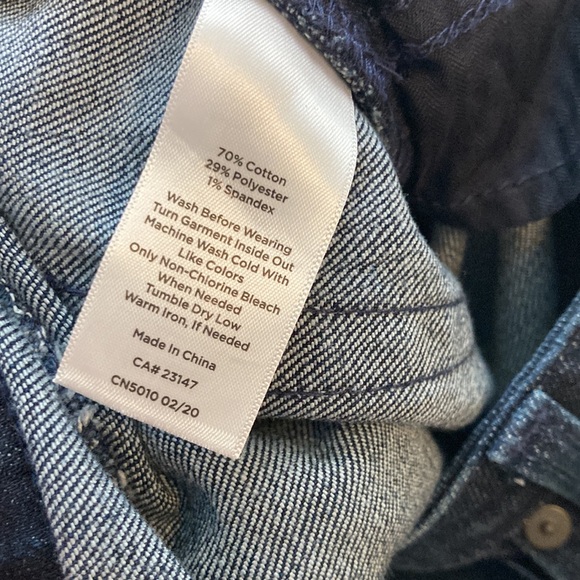 70% Cotton
29% Polyester
1% Spandex
Wash Before Wearing
Turn Garment Inside Out
Machine Wash Cold With
Like Colors
Only Non-Chlorine Bleach
When Needed
Tumble Dry Low
Warm Iron, If Needed
Made In China
CA# 23147
CN5010 02/20